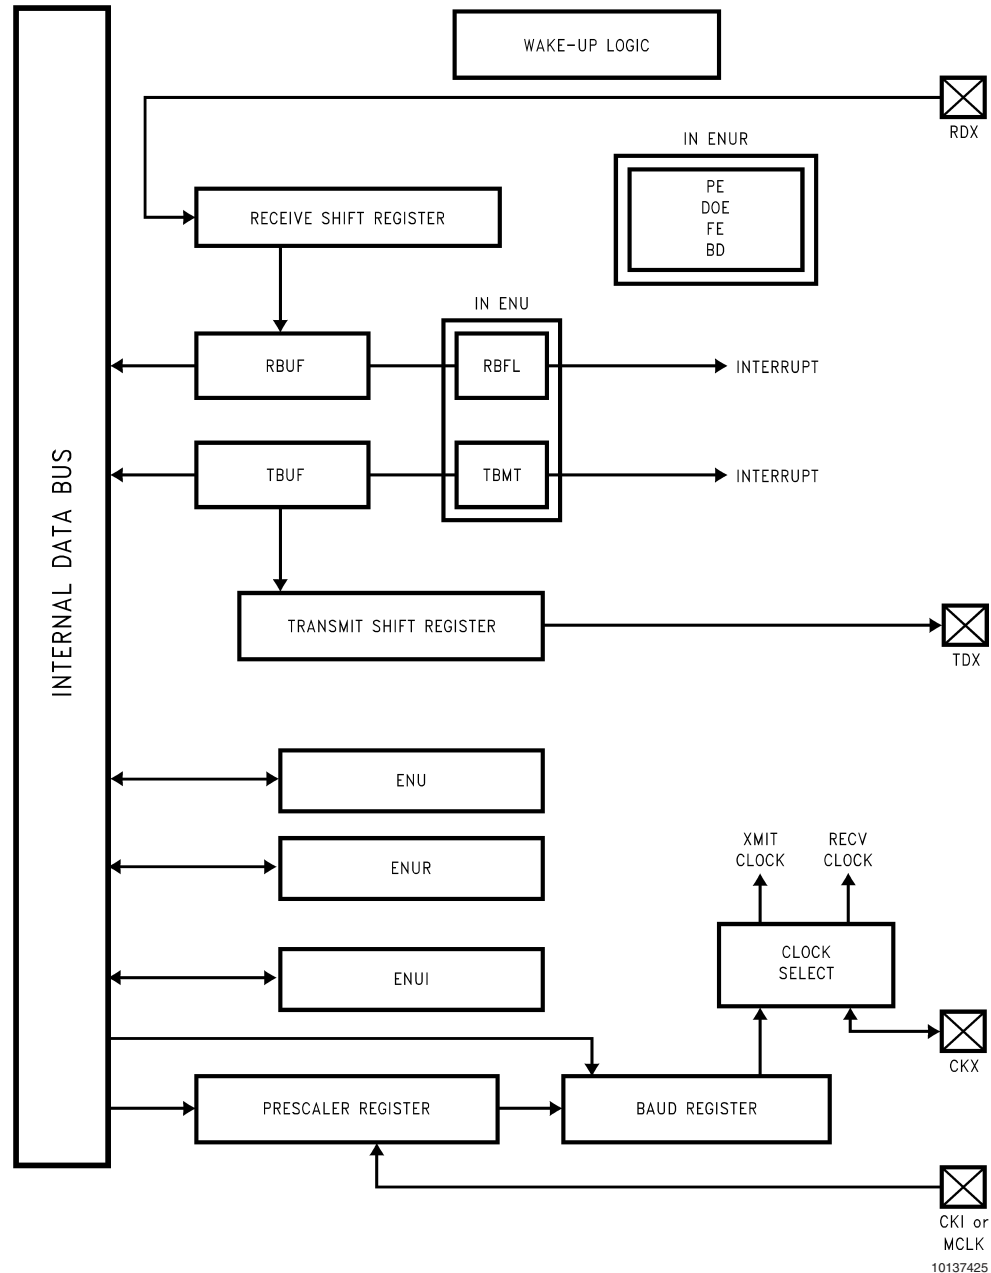 WAKE-UP LOGIC
RDX
IN ENUR
PE
DOE
FE
BD
RECEIVE SHIFT REGISTER
IN ENU
RBUF
RBFL
INTERRUPT
TBUF
TBMT
INTERRUPT
INTERNAL DATA BUS
TRANSMIT SHIFT REGISTER
TDX
ENU
XMIT
CLOCK
RECV
CLOCK
ENUR
CLOCK
SELECT
ENUI
CKX
PRESCALER REGISTER
BAUD REGISTER
CKI or
MCLK
10137425